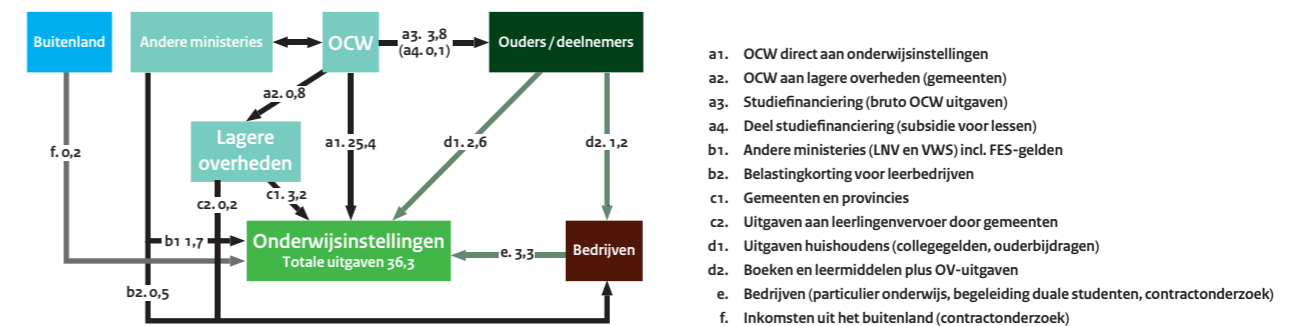 Buitenland
Andere ministeries
OCW
a3. 3,8
(a4. 0,1)
Ouders / deelnemers
a2. 0,8
Lagere
overheden
f. 0,2
a1. 25,4
d1. 2,6
d2. 1,2
c1. 3,2
c2. 0,2
b1 1,7
Onderwijsinstellingen
Totale uitgaven 36,3
e. 3,3
Bedrijven
b2. 0,5
a1. OCW direct aan onderwijsinstellingen
a2. OCW aan lagere overheden (gemeenten)
a3. Studiefinanciering (bruto OCW uitgaven)
a4. Deel studiefinanciering (subsidie voor lessen)
b1. Andere ministeries (LNV en VWS) incl. FES-gelden
b2. Belastingkorting voor leerbedrijven
c1. Gemeenten en provincies
c2. Uitgaven aan leerlingenvervoer door gemeenten
d1. Uitgaven huishoudens (collegegelden, ouderbijdragen)
d2. Boeken en leermiddelen plus OV-uitgaven
e. Bedrijven (particulier onderwijs, begeleiding duale studenten, contractonderzoek)
f. Inkomsten uit het buitenland (contractonderzoek)